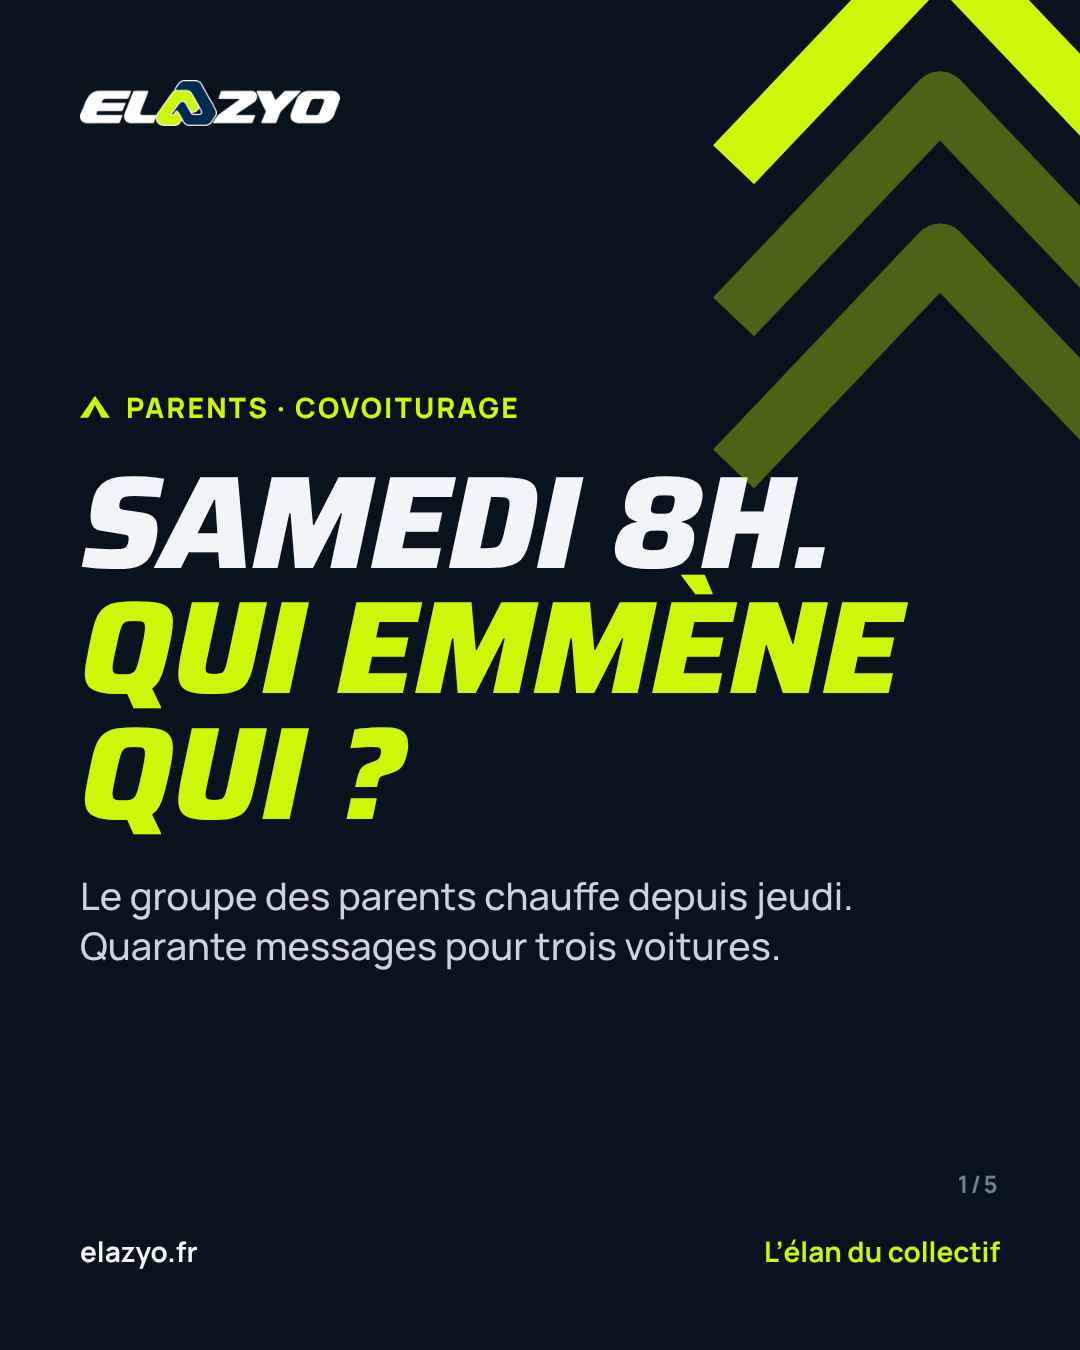 ELAZYO
PARENTS · COVOITURAGE
SAMEDI 8H.
QUI EMMÈNE
QUI ?
Le groupe des parents chauffe depuis jeudi.
Quarante messages pour trois voitures.
1/5
elazyo.fr
L’élan du collectif